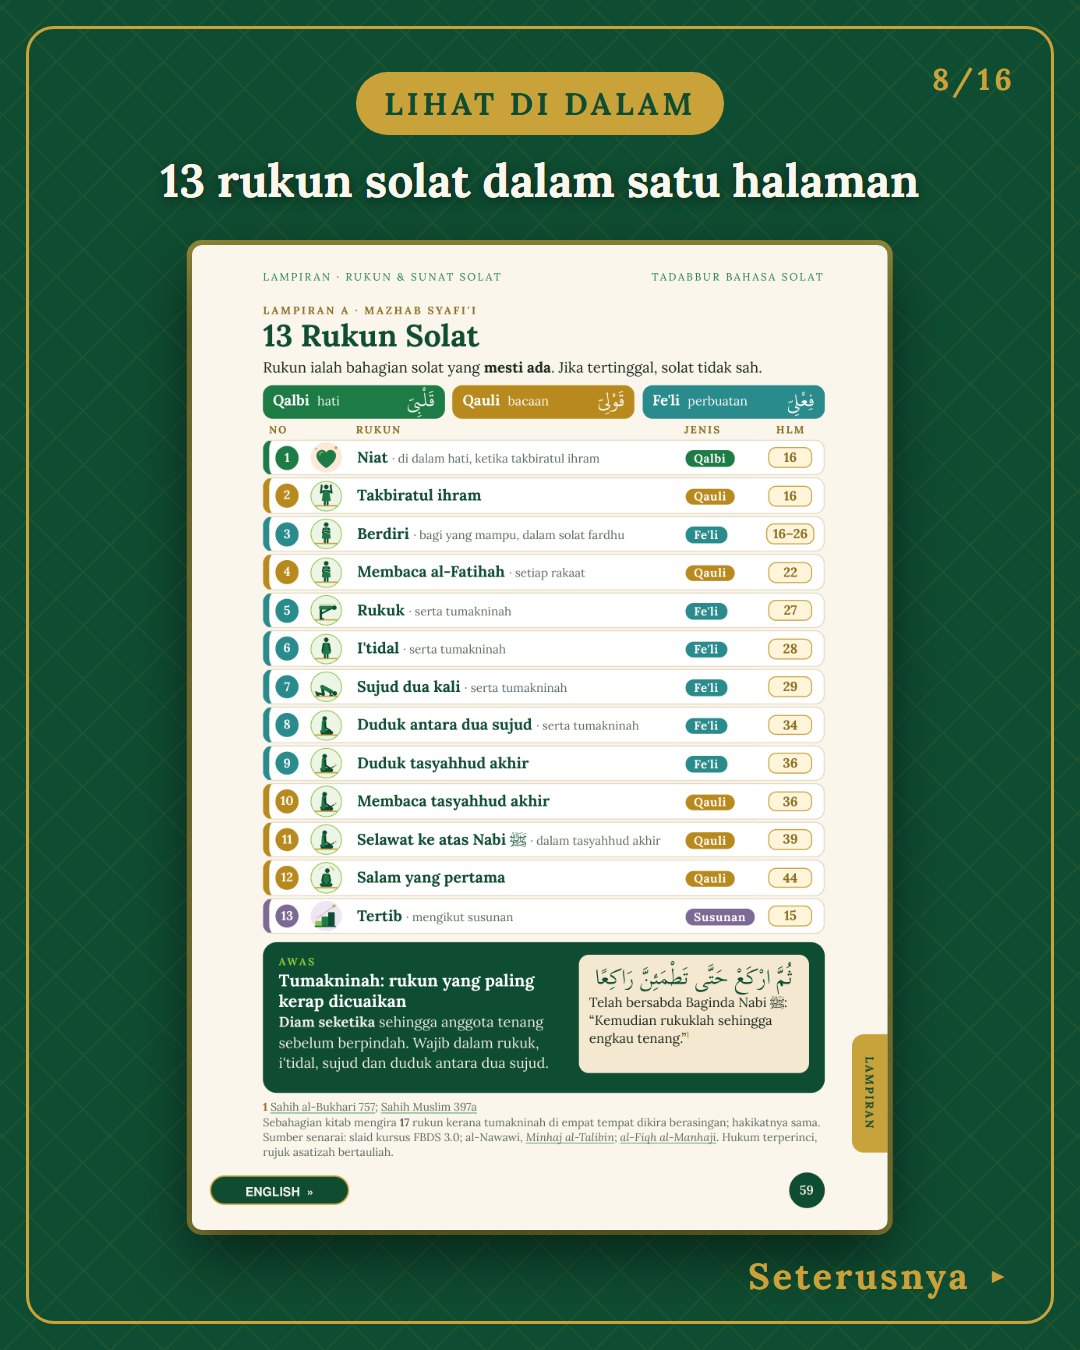 8/16
LIHAT DI DALAM
13 rukun solat dalam satu halaman
LAMPIRAN · RUKUN & SUNAT SOLAT
TADABBUR BAHASA SOLAT
LAMPIRAN A · MAZHAB SYAFI'I
13 Rukun Solat
Rukun ialah bahagian solat yang mesti ada. Jika tertinggal, solat tidak sah.
Qalbi hati قَلْبِيّ
Qauli bacaan قَوْلِيّ
Fe'li perbuatan فِعْلِيّ
NO RUKUN JENIS HLM
1 Niat · di dalam hati, ketika takbiratul ihram Qalbi 16
2 Takbiratul ihram Qauli 16
3 Berdiri · bagi yang mampu, dalam solat fardhu Fe'li 16–26
4 Membaca al-Fatihah · setiap rakaat Qauli 22
5 Rukuk · serta tumakninah Fe'li 27
6 I'tidal · serta tumakninah Fe'li 28
7 Sujud dua kali · serta tumakninah Fe'li 29
8 Duduk antara dua sujud · serta tumakninah Fe'li 34
9 Duduk tasyahhud akhir Fe'li 36
10 Membaca tasyahhud akhir Qauli 36
11 Selawat ke atas Nabi ﷺ · dalam tasyahhud akhir Qauli 39
12 Salam yang pertama Qauli 44
13 Tertib · mengikut susunan Susunan 15
AWAS
Tumakninah: rukun yang paling
kerap dicuaikan
Diam seketika sehingga anggota tenang
sebelum berpindah. Wajib dalam rukuk,
i'tidal, sujud dan duduk antara dua sujud.
ثُمَّ ارْكَعْ حَتَّى تَطْمَئِنَّ رَاكِعًا
Telah bersabda Baginda Nabi ﷺ:
“Kemudian rukuklah sehingga
engkau tenang.”1
1 Sahih al-Bukhari 757; Sahih Muslim 397a
Sebahagian kitab mengira 17 rukun kerana tumakninah di empat tempat dikira berasingan; hakikatnya sama.
Sumber senarai: slaid kursus FBDS 3.0; al-Nawawi, Minhaj al-Talibin; al-Fiqh al-Manhaji. Hukum terperinci,
rujuk asatizah bertauliah.
LAMPIRAN
ENGLISH »
59
Seterusnya ▸